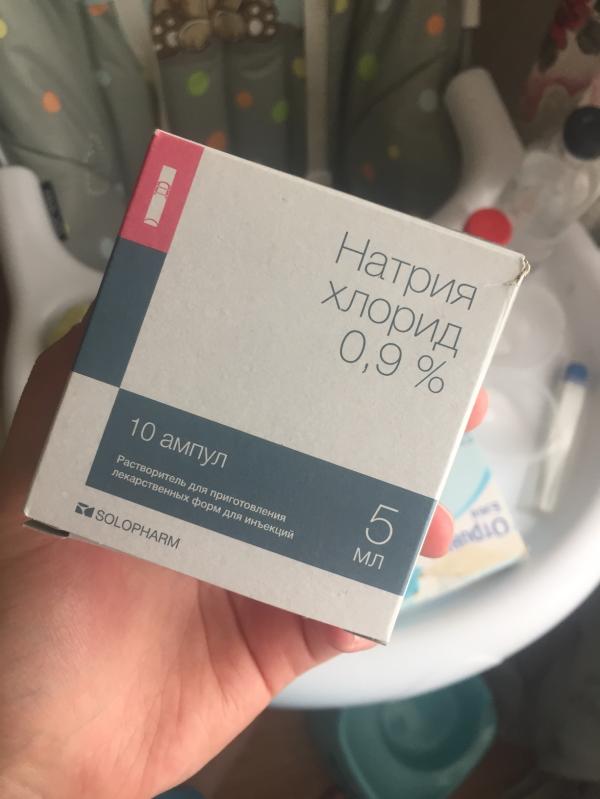 Натрия
хлорид
0,9 %
10 ампул
Растворитель для приготовления
лекарственных форм для инъекций
5
мл
SOLOPHARM